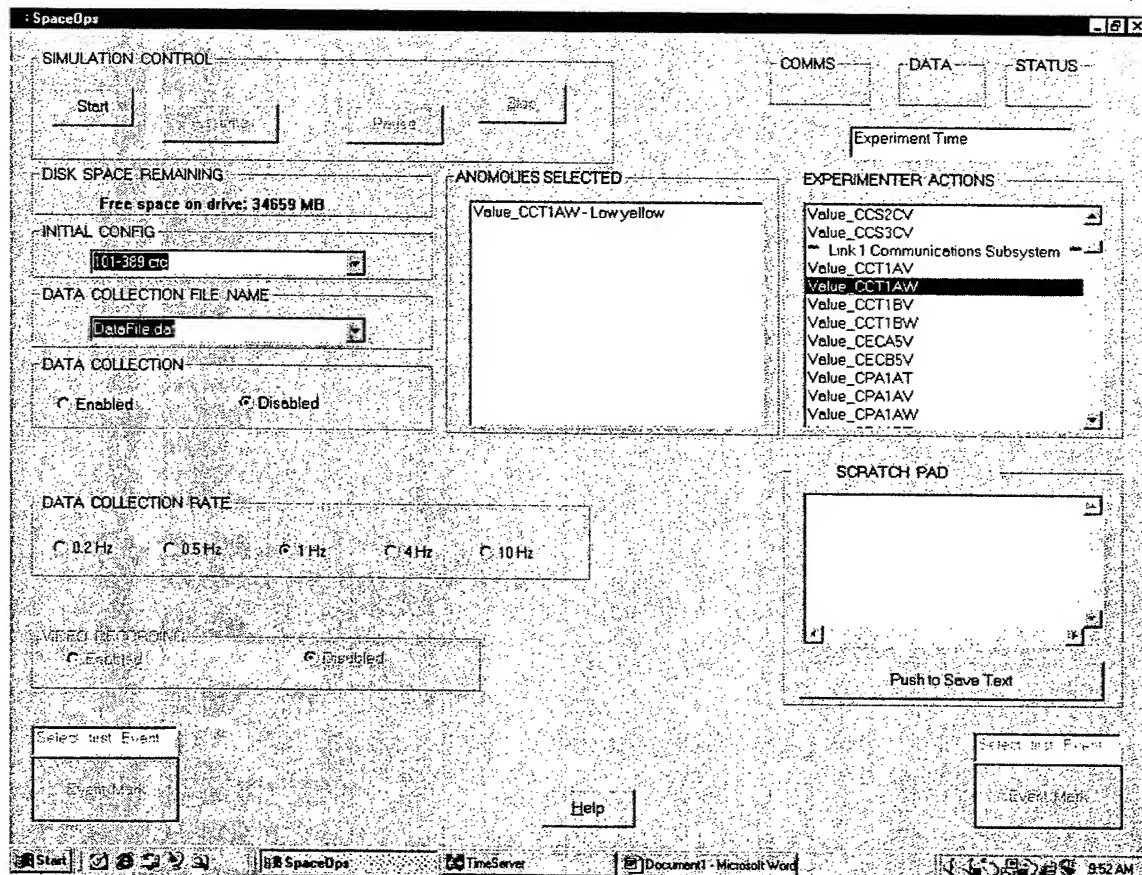 : SpaceOps
SIMULATION CONTROL
Start
Pause
Stop
COMMS
DATA
STATUS
Experiment Time
DISK SPACE REMAINING
Free space on drive: 34659 MB
INITIAL CONFIG
101-389.ctc
DATA COLLECTION FILE NAME
DataFile.dat
DATA COLLECTION
Enabled
Disabled
ANOMOLIES SELECTED
Value_CCT1AW - Low yellow
EXPERIMENTER ACTIONS
Value_CCS2CV
Value_CCS3CV
Link 1 Communications Subsystem
Value_CCT1AV
Value_CCT1AW
Value_CCT1BV
Value_CCT1BW
Value_CECA5V
Value_CECB5V
Value_CPA1AT
Value_CPA1AV
Value_CPA1AW
DATA COLLECTION RATE
0.2 Hz
0.5 Hz
1 Hz
4 Hz
10 Hz
SCRATCH PAD
Push to Save Text
VIDEO RECORDING
Enabled
Disabled
Select test Event
Event Mark
Help
Select test Event
Event Mark
Start
SpaceOps
TimeServer
Document1 - Microsoft Word
9:52 AM